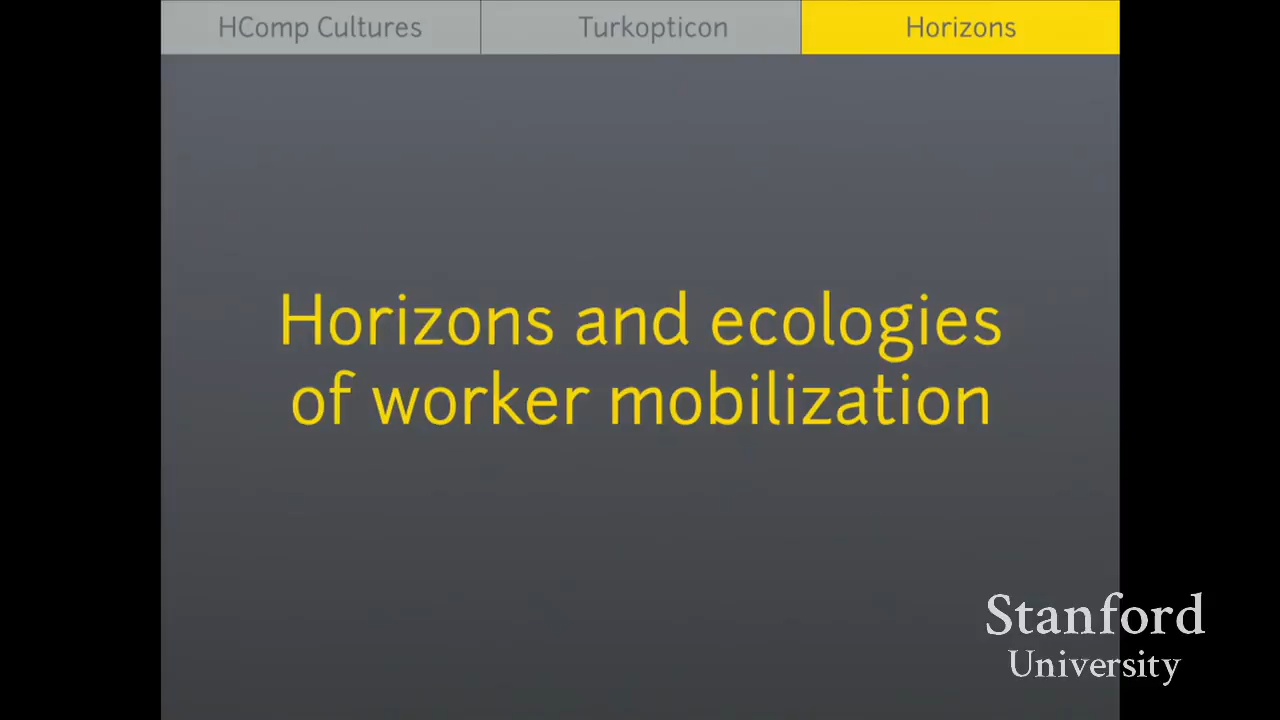 HComp Cultures
Turkopticon
Horizons
Horizons and ecologies
of worker mobilization
Stanford
University